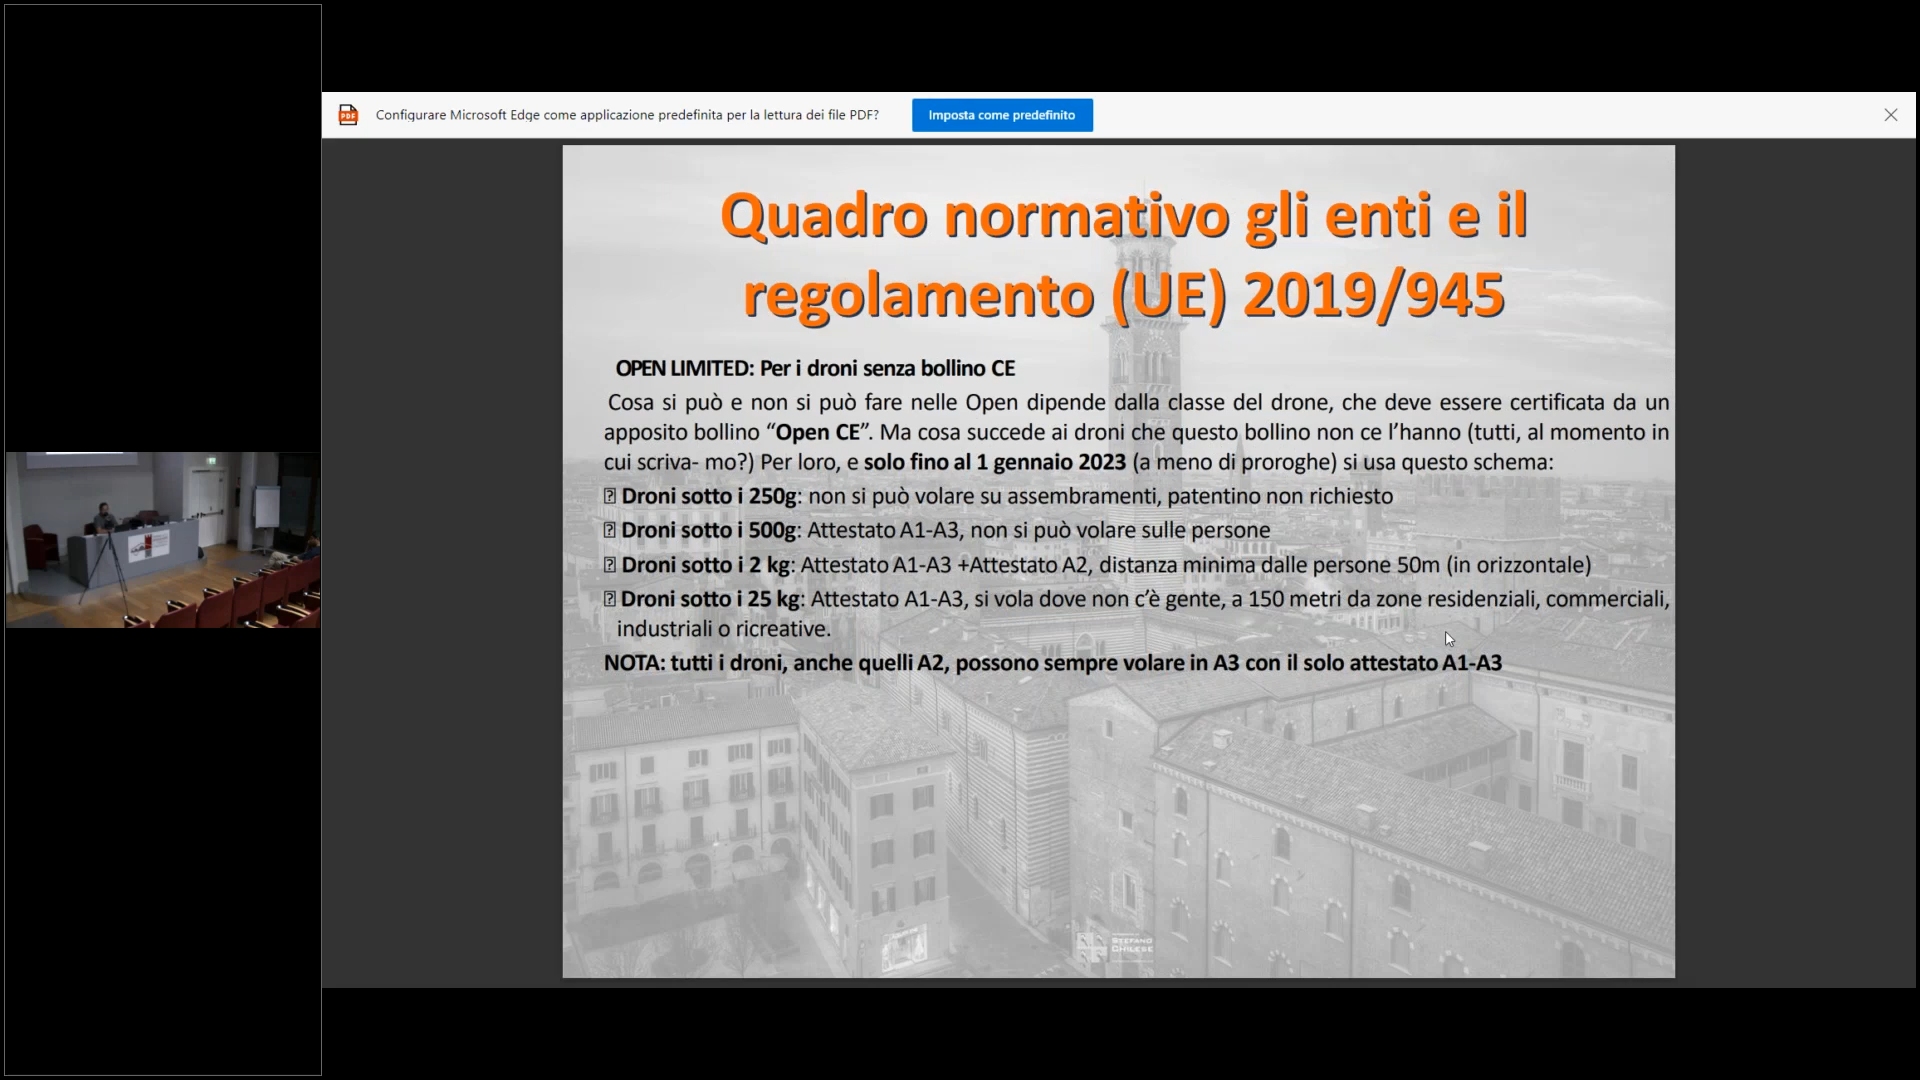 Configurare Microsoft Edge come applicazione predefinita per la lettura dei file PDF?
Imposta come predefinito
Quadro normativo gli enti e il
regolamento (UE) 2019/945
OPEN LIMITED: Per i droni senza bollino CE
Cosa si può e non si può fare nelle Open dipende dalla classe del drone, che deve essere certificata da un
apposito bollino “Open CE”. Ma cosa succede ai droni che questo bollino non ce l’hanno (tutti, al momento in
cui scriva- mo?) Per loro, e solo fino al 1 gennaio 2023 (a meno di proroghe) si usa questo schema:
Droni sotto i 250g: non si può volare su assembramenti, patentino non richiesto
Droni sotto i 500g: Attestato A1-A3, non si può volare sulle persone
Droni sotto i 2 kg: Attestato A1-A3 +Attestato A2, distanza minima dalle persone 50m (in orizzontale)
Droni sotto i 25 kg: Attestato A1-A3, si vola dove non c’è gente, a 150 metri da zone residenziali, commerciali,
industriali o ricreative.
NOTA: tutti i droni, anche quelli A2, possono sempre volare in A3 con il solo attestato A1-A3
STEFANO
CHILESE